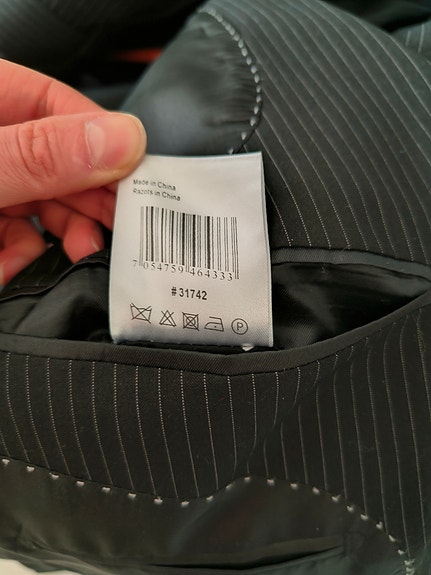 Made in China
Razots in China
7 054759 464333
#31742
P